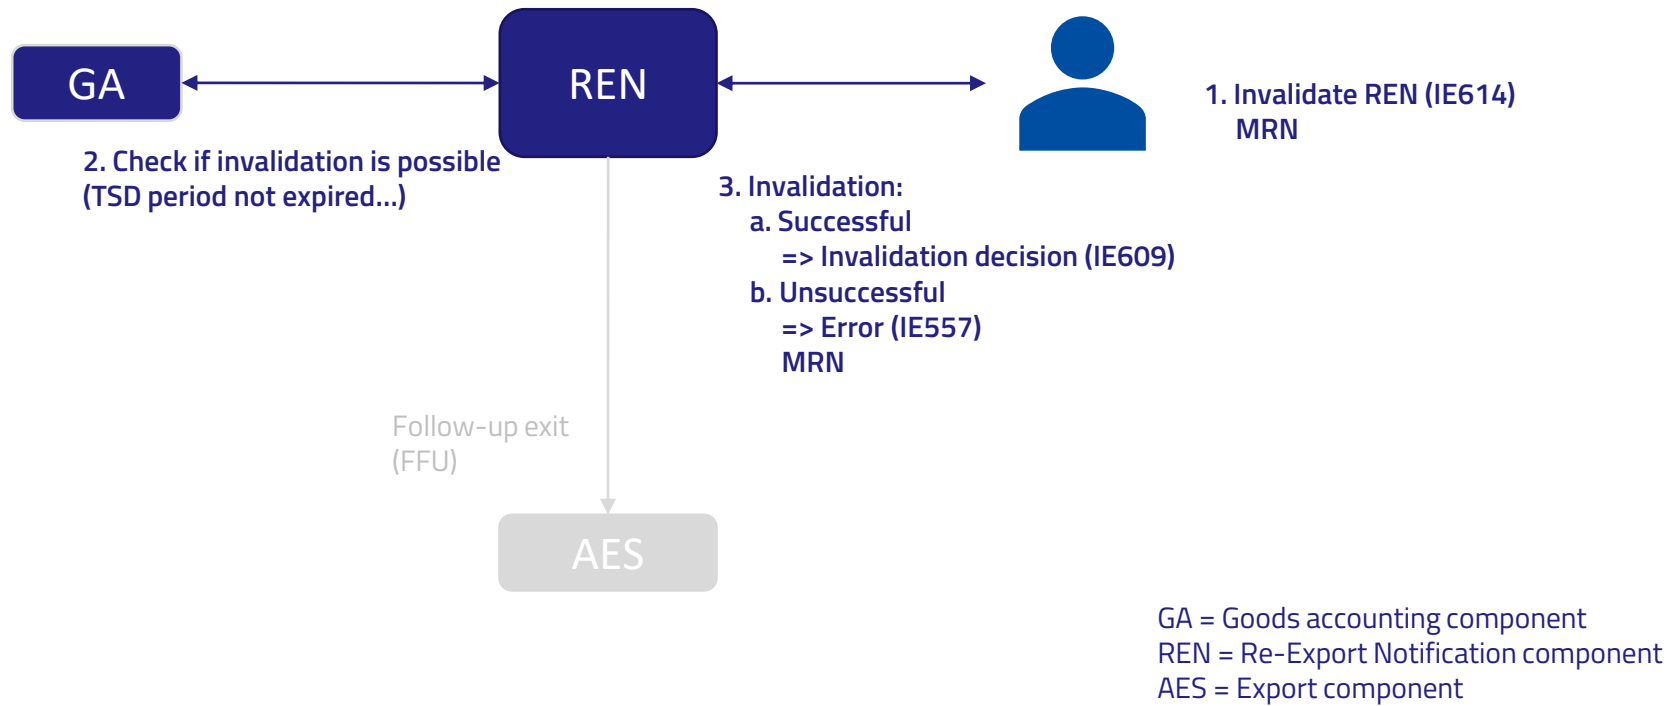 GA
REN
1. Invalidate REN (IE614)
MRN
2. Check if invalidation is possible
(TSD period not expired...)
3. Invalidation:
a. Successful
=> Invalidation decision (IE609)
b. Unsuccessful
=> Error (IE557)
MRN
Follow-up exit
(FFU)
AES
GA = Goods accounting component
REN = Re-Export Notification component
AES = Export component